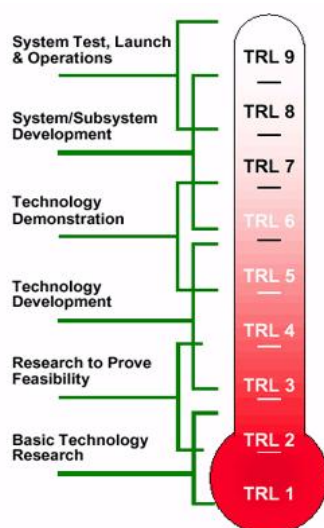 System Test, Launch
& Operations
System/Subsystem
Development
Technology
Demonstration
Technology
Development
Research to Prove
Feasibility
Basic Technology
Research
TRL 9
TRL 8
TRL 7
TRL 6
TRL 5
TRL 4
TRL 3
TRL 2
TRL 1